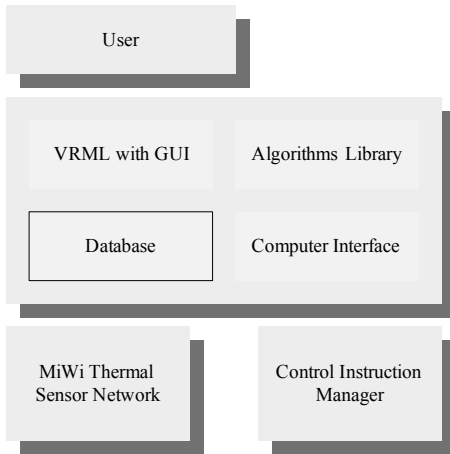 User
VRML with GUI
Algorithms Library
Database
Computer Interface
MiWi Thermal
Sensor Network
Control Instruction
Manager